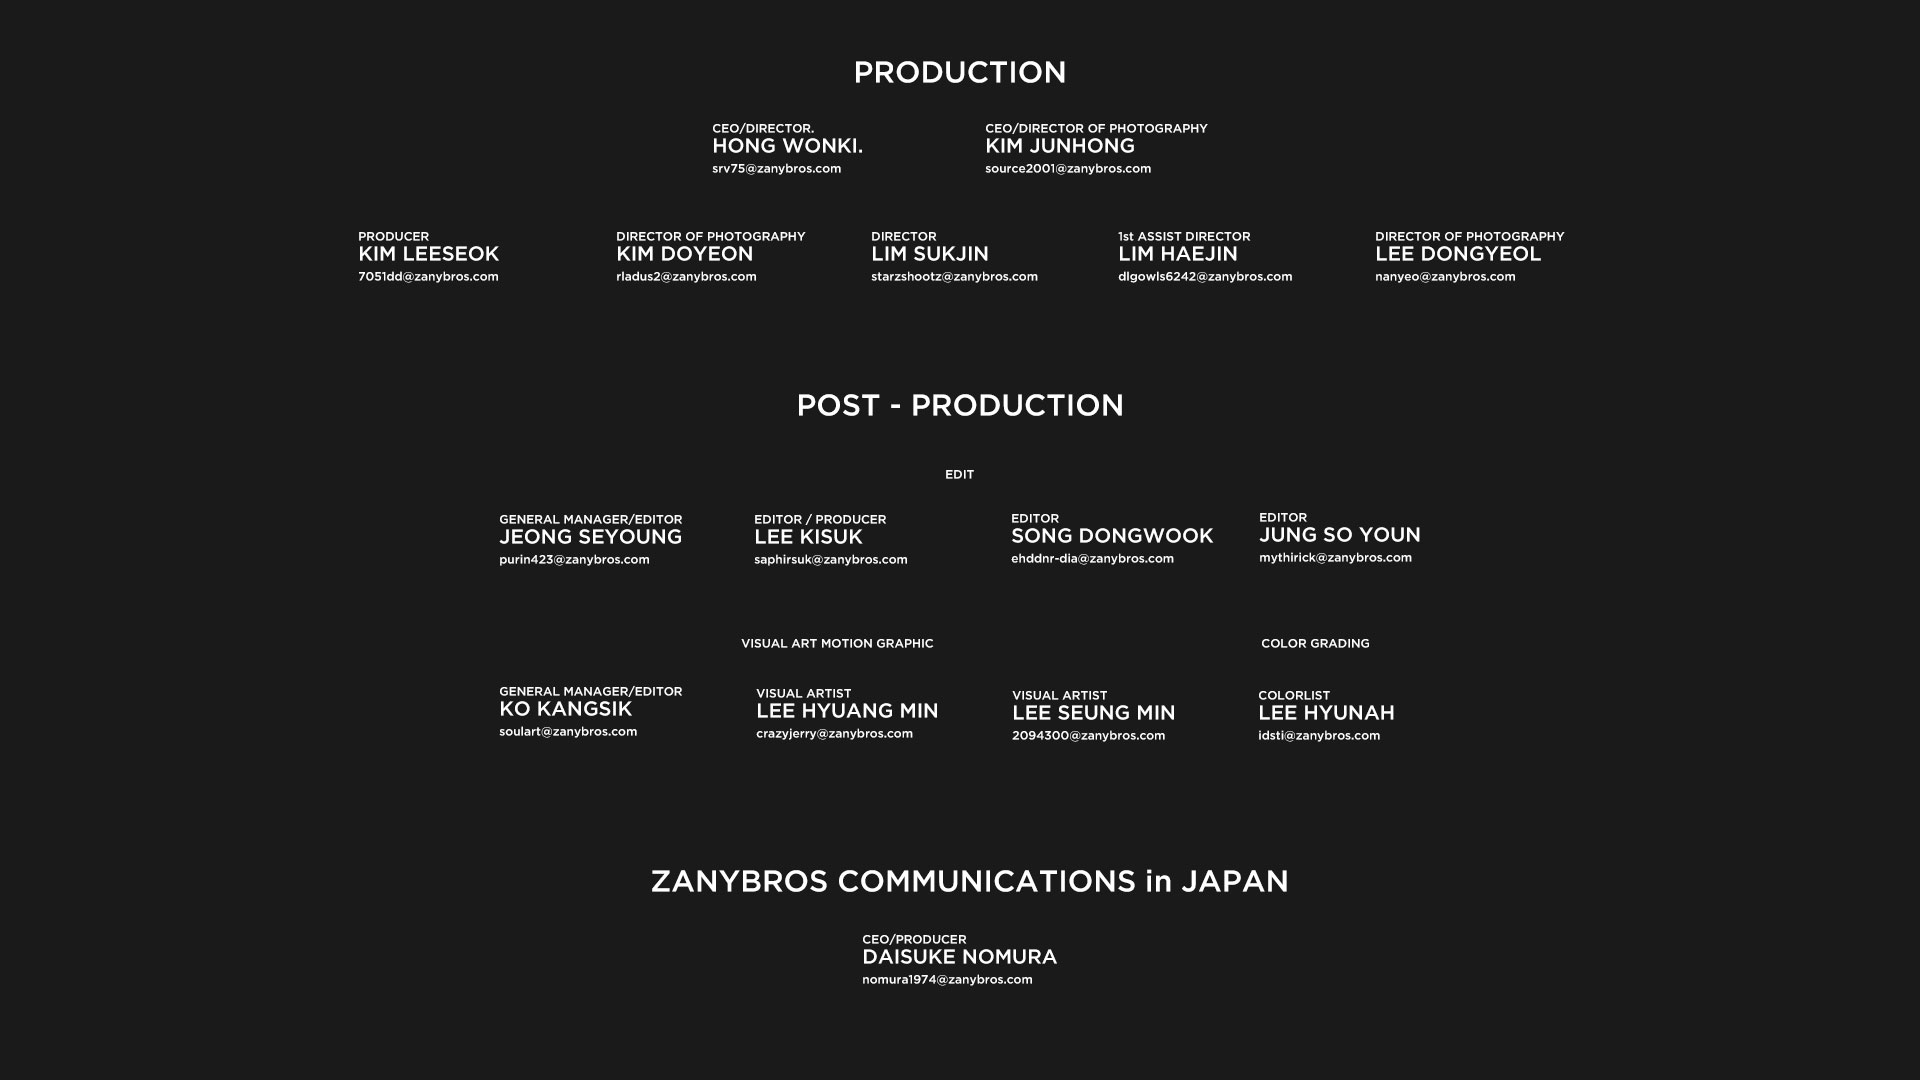 PRODUCTION
CEO/DIRECTOR.
HONG WONKI.
srv75@zanybros.com
CEO/DIRECTOR OF PHOTOGRAPHY
KIM JUNHONG
source2001@zanybros.com
PRODUCER
KIM LEESEOK
7051dd@zanybros.com
DIRECTOR OF PHOTOGRAPHY
KIM DOYEON
rladus2@zanybros.com
DIRECTOR
LIM SUKJIN
starzshootz@zanybros.com
1st ASSIST DIRECTOR
LIM HAEJIN
dlgowls6242@zanybros.com
DIRECTOR OF PHOTOGRAPHY
LEE DONGYEOL
nanyeo@zanybros.com
POST - PRODUCTION
EDIT
GENERAL MANAGER/EDITOR
JEONG SEYOUNG
purin423@zanybros.com
EDITOR / PRODUCER
LEE KISUK
saphirsuk@zanybros.com
EDITOR
SONG DONGWOOK
ehddnr-dia@zanybros.com
EDITOR
JUNG SO YOUN
mythirick@zanybros.com
VISUAL ART MOTION GRAPHIC
COLOR GRADING
GENERAL MANAGER/EDITOR
KO KANGSIK
soulart@zanybros.com
VISUAL ARTIST
LEE HYUANG MIN
crazyjerry@zanybros.com
VISUAL ARTIST
LEE SEUNG MIN
2094300@zanybros.com
COLORLIST
LEE HYUNAH
idsti@zanybros.com
ZANYBROS COMMUNICATIONS in JAPAN
CEO/PRODUCER
DAISUKE NOMURA
nomura1974@zanybros.com